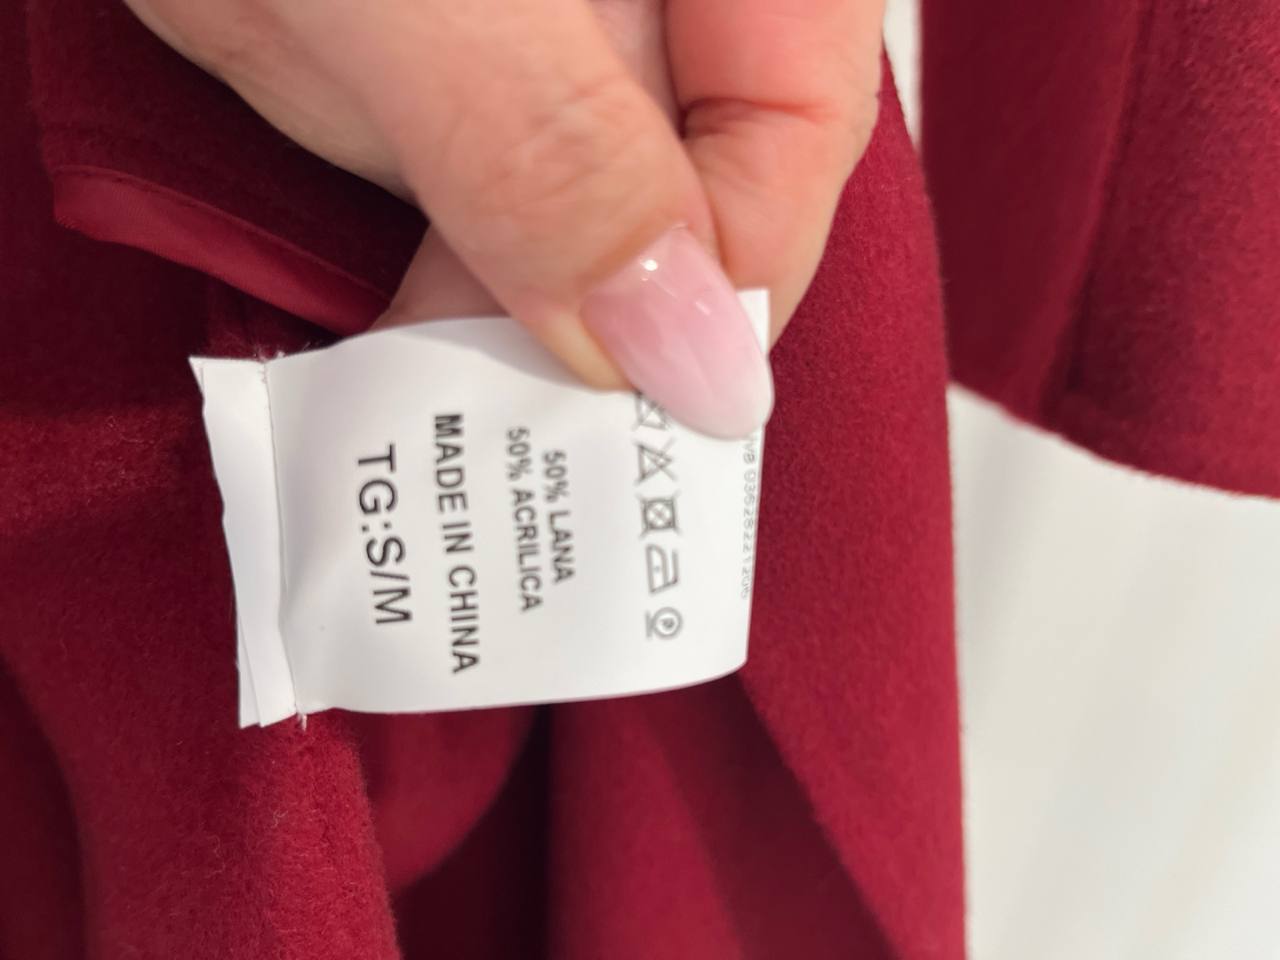 50% LANA
50% ACRILICA
MADE IN CHINA
TG:S/M